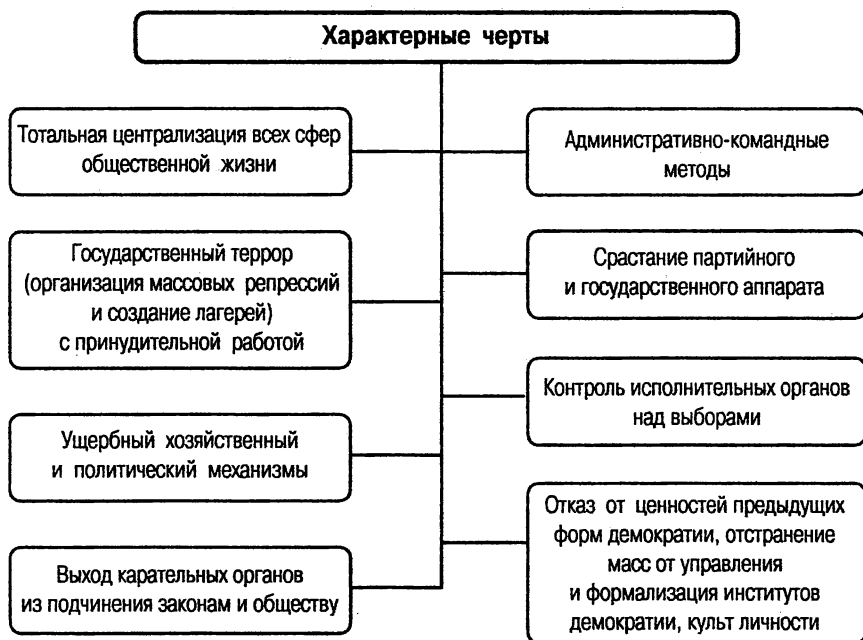 Характерные черты
Тотальная централизация всех сфер
общественной жизни
Государственный террор
(организация массовых репрессий
и создание лагерей)
с принудительной работой
Ущербный хозяйственный
и политический механизмы
Выход карательных органов
из подчинения законам и обществу
Административно-командные
методы
Срастание партийного
и государственного аппарата
Контроль исполнительных органов
над выборами
Отказ от ценностей предыдущих
форм демократии, отстранение
масс от управления
и формализация институтов
демократии, культ личности